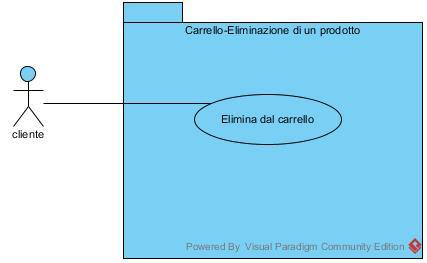 Carrello-Eliminazione di un prodotto
Elimina dal carrello
cliente
Powered By Visual Paradigm Community Edition